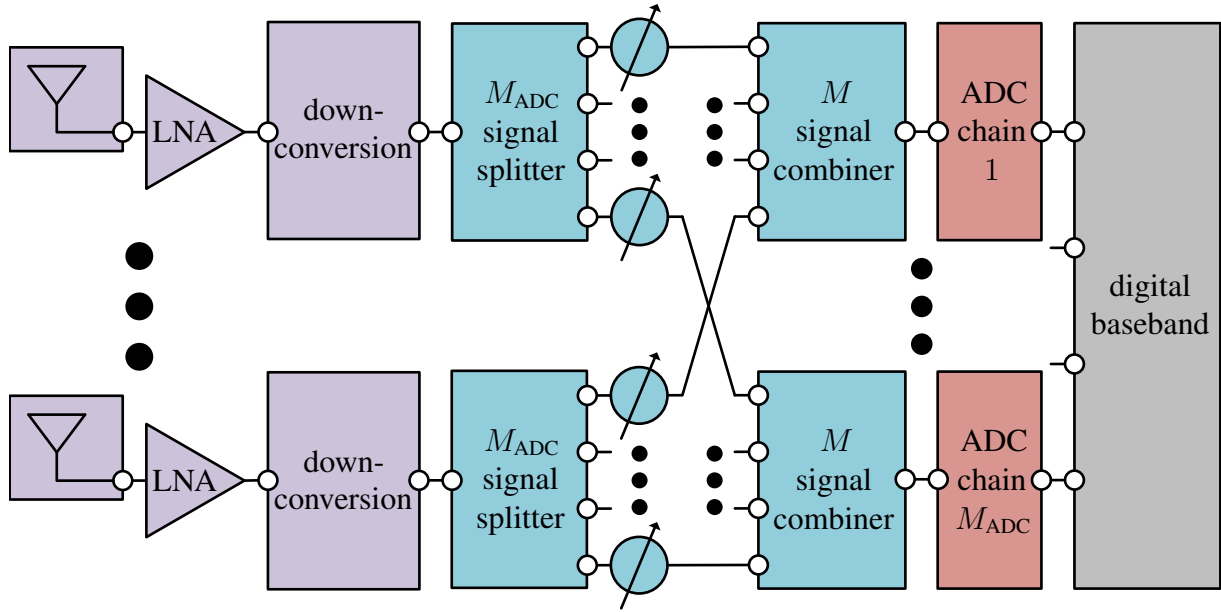 LNA
down-
conversion
M_ADC
signal
splitter
M
signal
combiner
ADC
chain
1
digital
baseband
LNA
down-
conversion
M_ADC
signal
splitter
M
signal
combiner
ADC
chain
M_ADC